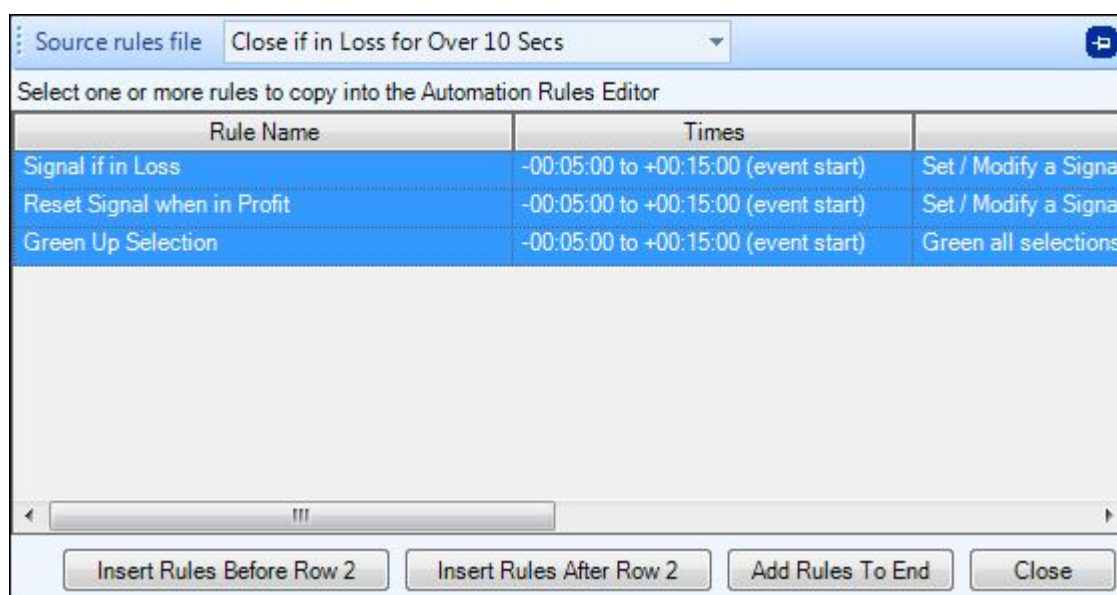 Source rules file Close if in Loss for Over 10 Secs
Select one or more rules to copy into the Automation Rules Editor
Rule Name Times
Signal if in Loss -00:05:00 to +00:15:00 (event start) Set / Modify a Signa
Reset Signal when in Profit -00:05:00 to +00:15:00 (event start) Set / Modify a Signa
Green Up Selection -00:05:00 to +00:15:00 (event start) Green all selections
Insert Rules Before Row 2 Insert Rules After Row 2 Add Rules To End Close